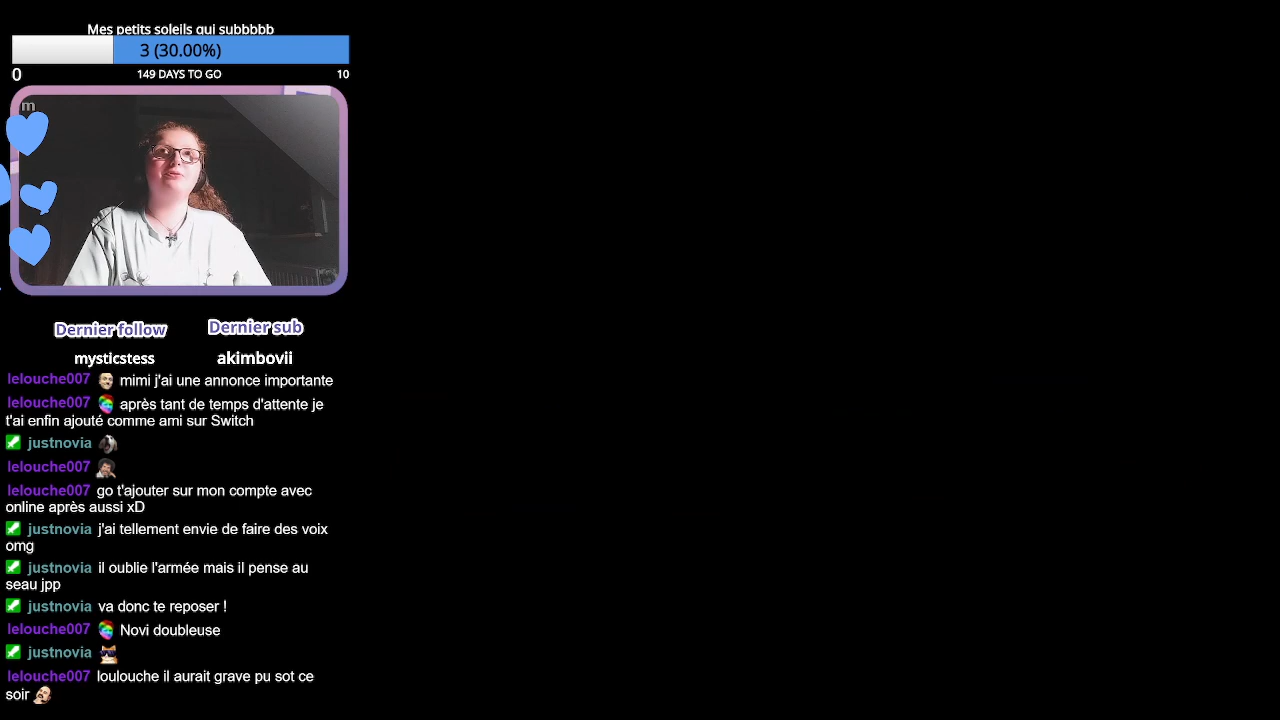 Mes petits soleils qui subbbbb
3 (30.00%)
0 149 DAYS TO GO 10
m
Dernier follow Dernier sub
mysticstess akimbovii
lelouche007 mimi j'ai une annonce importante
lelouche007 après tant de temps d'attente je
t'ai enfin ajouté comme ami sur Switch
justnovia
lelouche007
lelouche007 go t'ajouter sur mon compte avec
online après aussi xD
justnovia j'ai tellement envie de faire des voix
omg
justnovia il oublie l'armée mais il pense au
seau jpp
justnovia va donc te reposer !
lelouche007 Novi doubleuse
justnovia
lelouche007 loulouche il aurait grave pu sot ce
soir